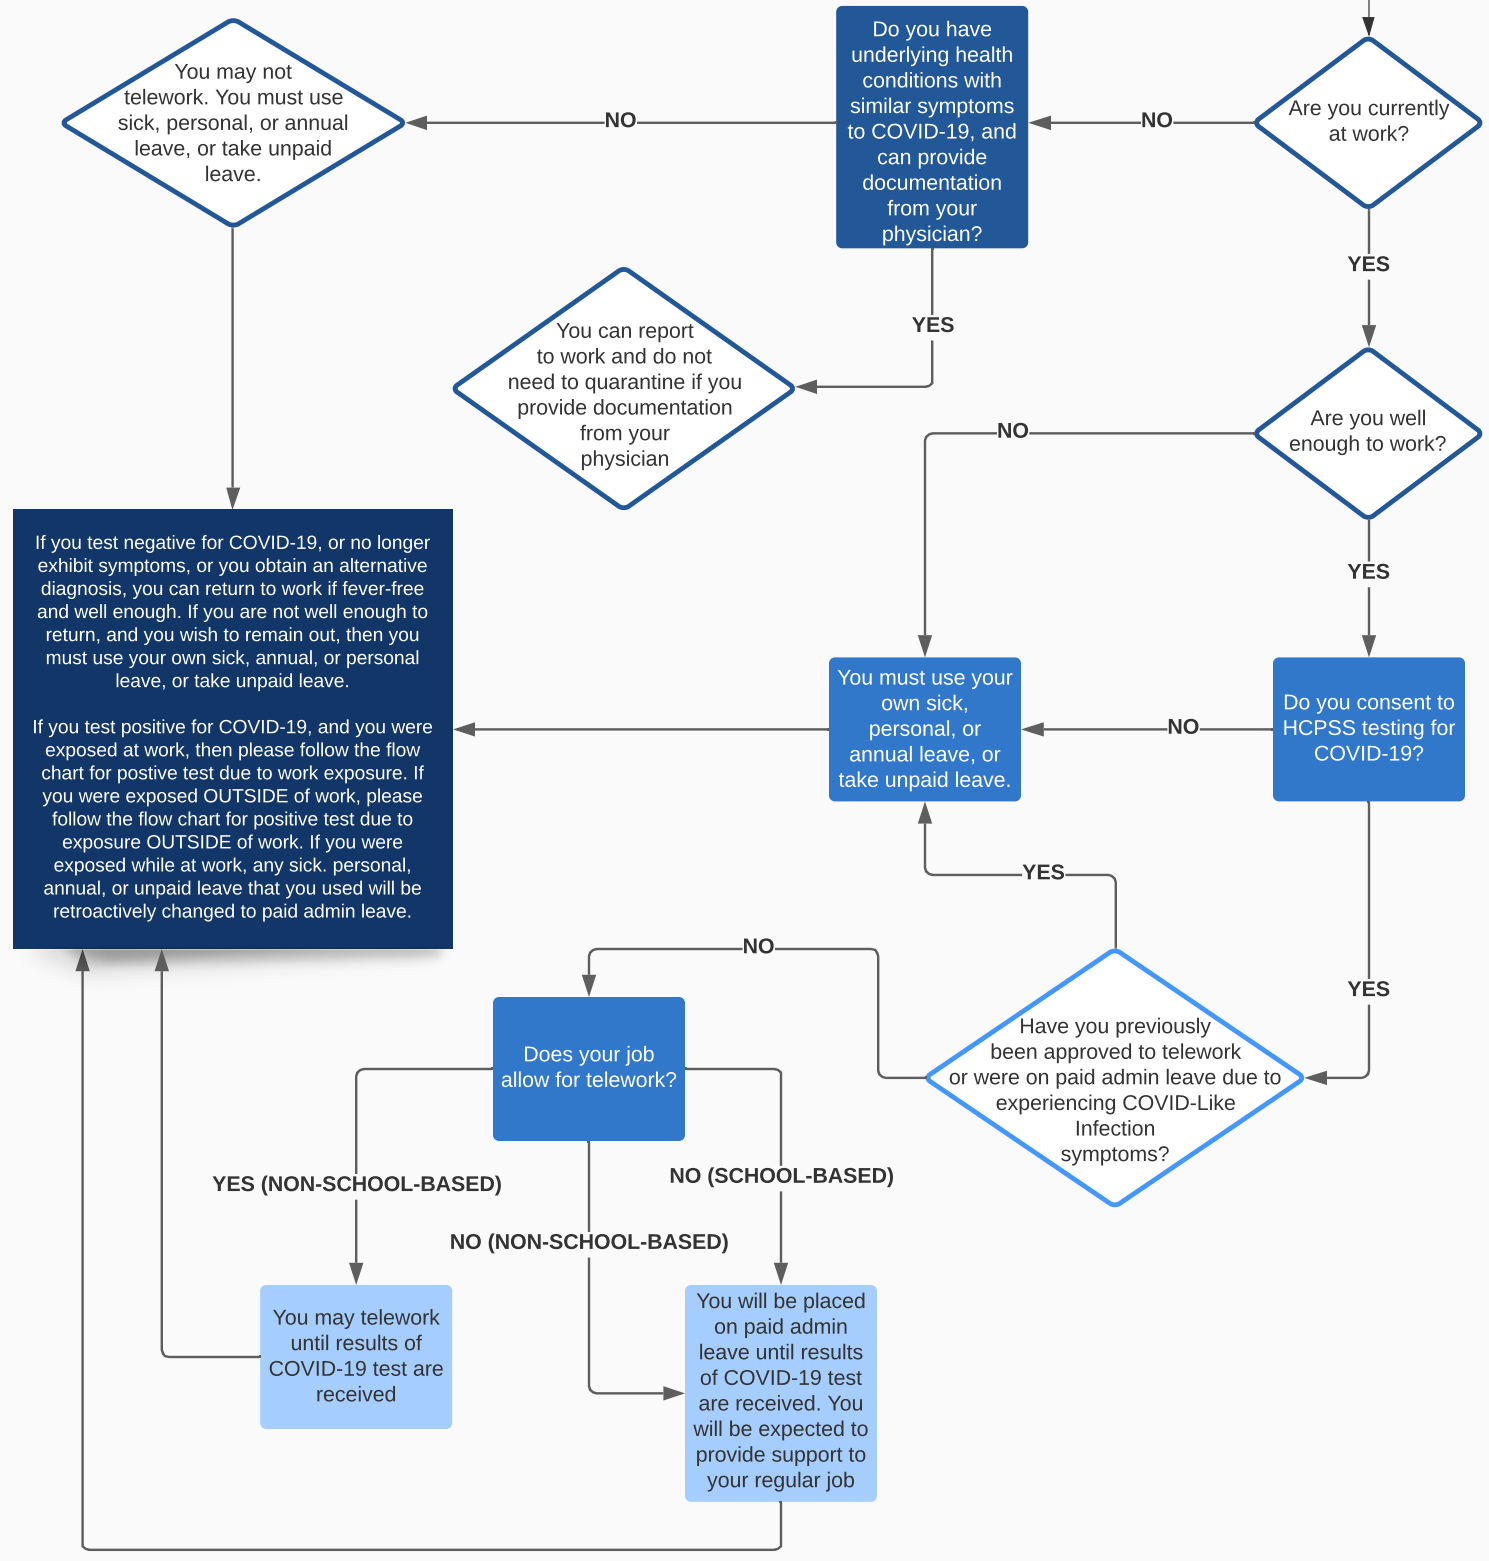 You may not
telework. You must use
sick, personal, or annual
leave, or take unpaid
leave.
NO
Do you have
underlying health
conditions with
similar symptoms
to COVID-19, and
can provide
documentation
from your
physician?
NO
Are you currently
at work?
YES
YES
You can report
to work and do not
need to quarantine if you
provide documentation
from your
physician
NO
Are you well
enough to work?
YES
If you test negative for COVID-19, or no longer
exhibit symptoms, or you obtain an alternative
diagnosis, you can return to work if fever-free
and well enough. If you are not well enough to
return, and you wish to remain out, then you
must use your own sick, annual, or personal
leave, or take unpaid leave.
If you test positive for COVID-19, and you were
exposed at work, then please follow the flow
chart for postive test due to work exposure. If
you were exposed OUTSIDE of work, please
follow the flow chart for positive test due to
exposure OUTSIDE of work. If you were
exposed while at work, any sick. personal,
annual, or unpaid leave that you used will be
retroactively changed to paid admin leave.
You must use your
own sick,
personal, or
annual leave, or
take unpaid leave.
NO
Do you consent to
HCPSS testing for
COVID-19?
YES
NO
YES
Have you previously
been approved to telework
or were on paid admin leave due to
experiencing COVID-Like
Infection
symptoms?
Does your job
allow for telework?
YES (NON-SCHOOL-BASED)
NO (SCHOOL-BASED)
NO (NON-SCHOOL-BASED)
You may telework
until results of
COVID-19 test are
received
You will be placed
on paid admin
leave until results
of COVID-19 test
are received. You
will be expected to
provide support to
your regular job